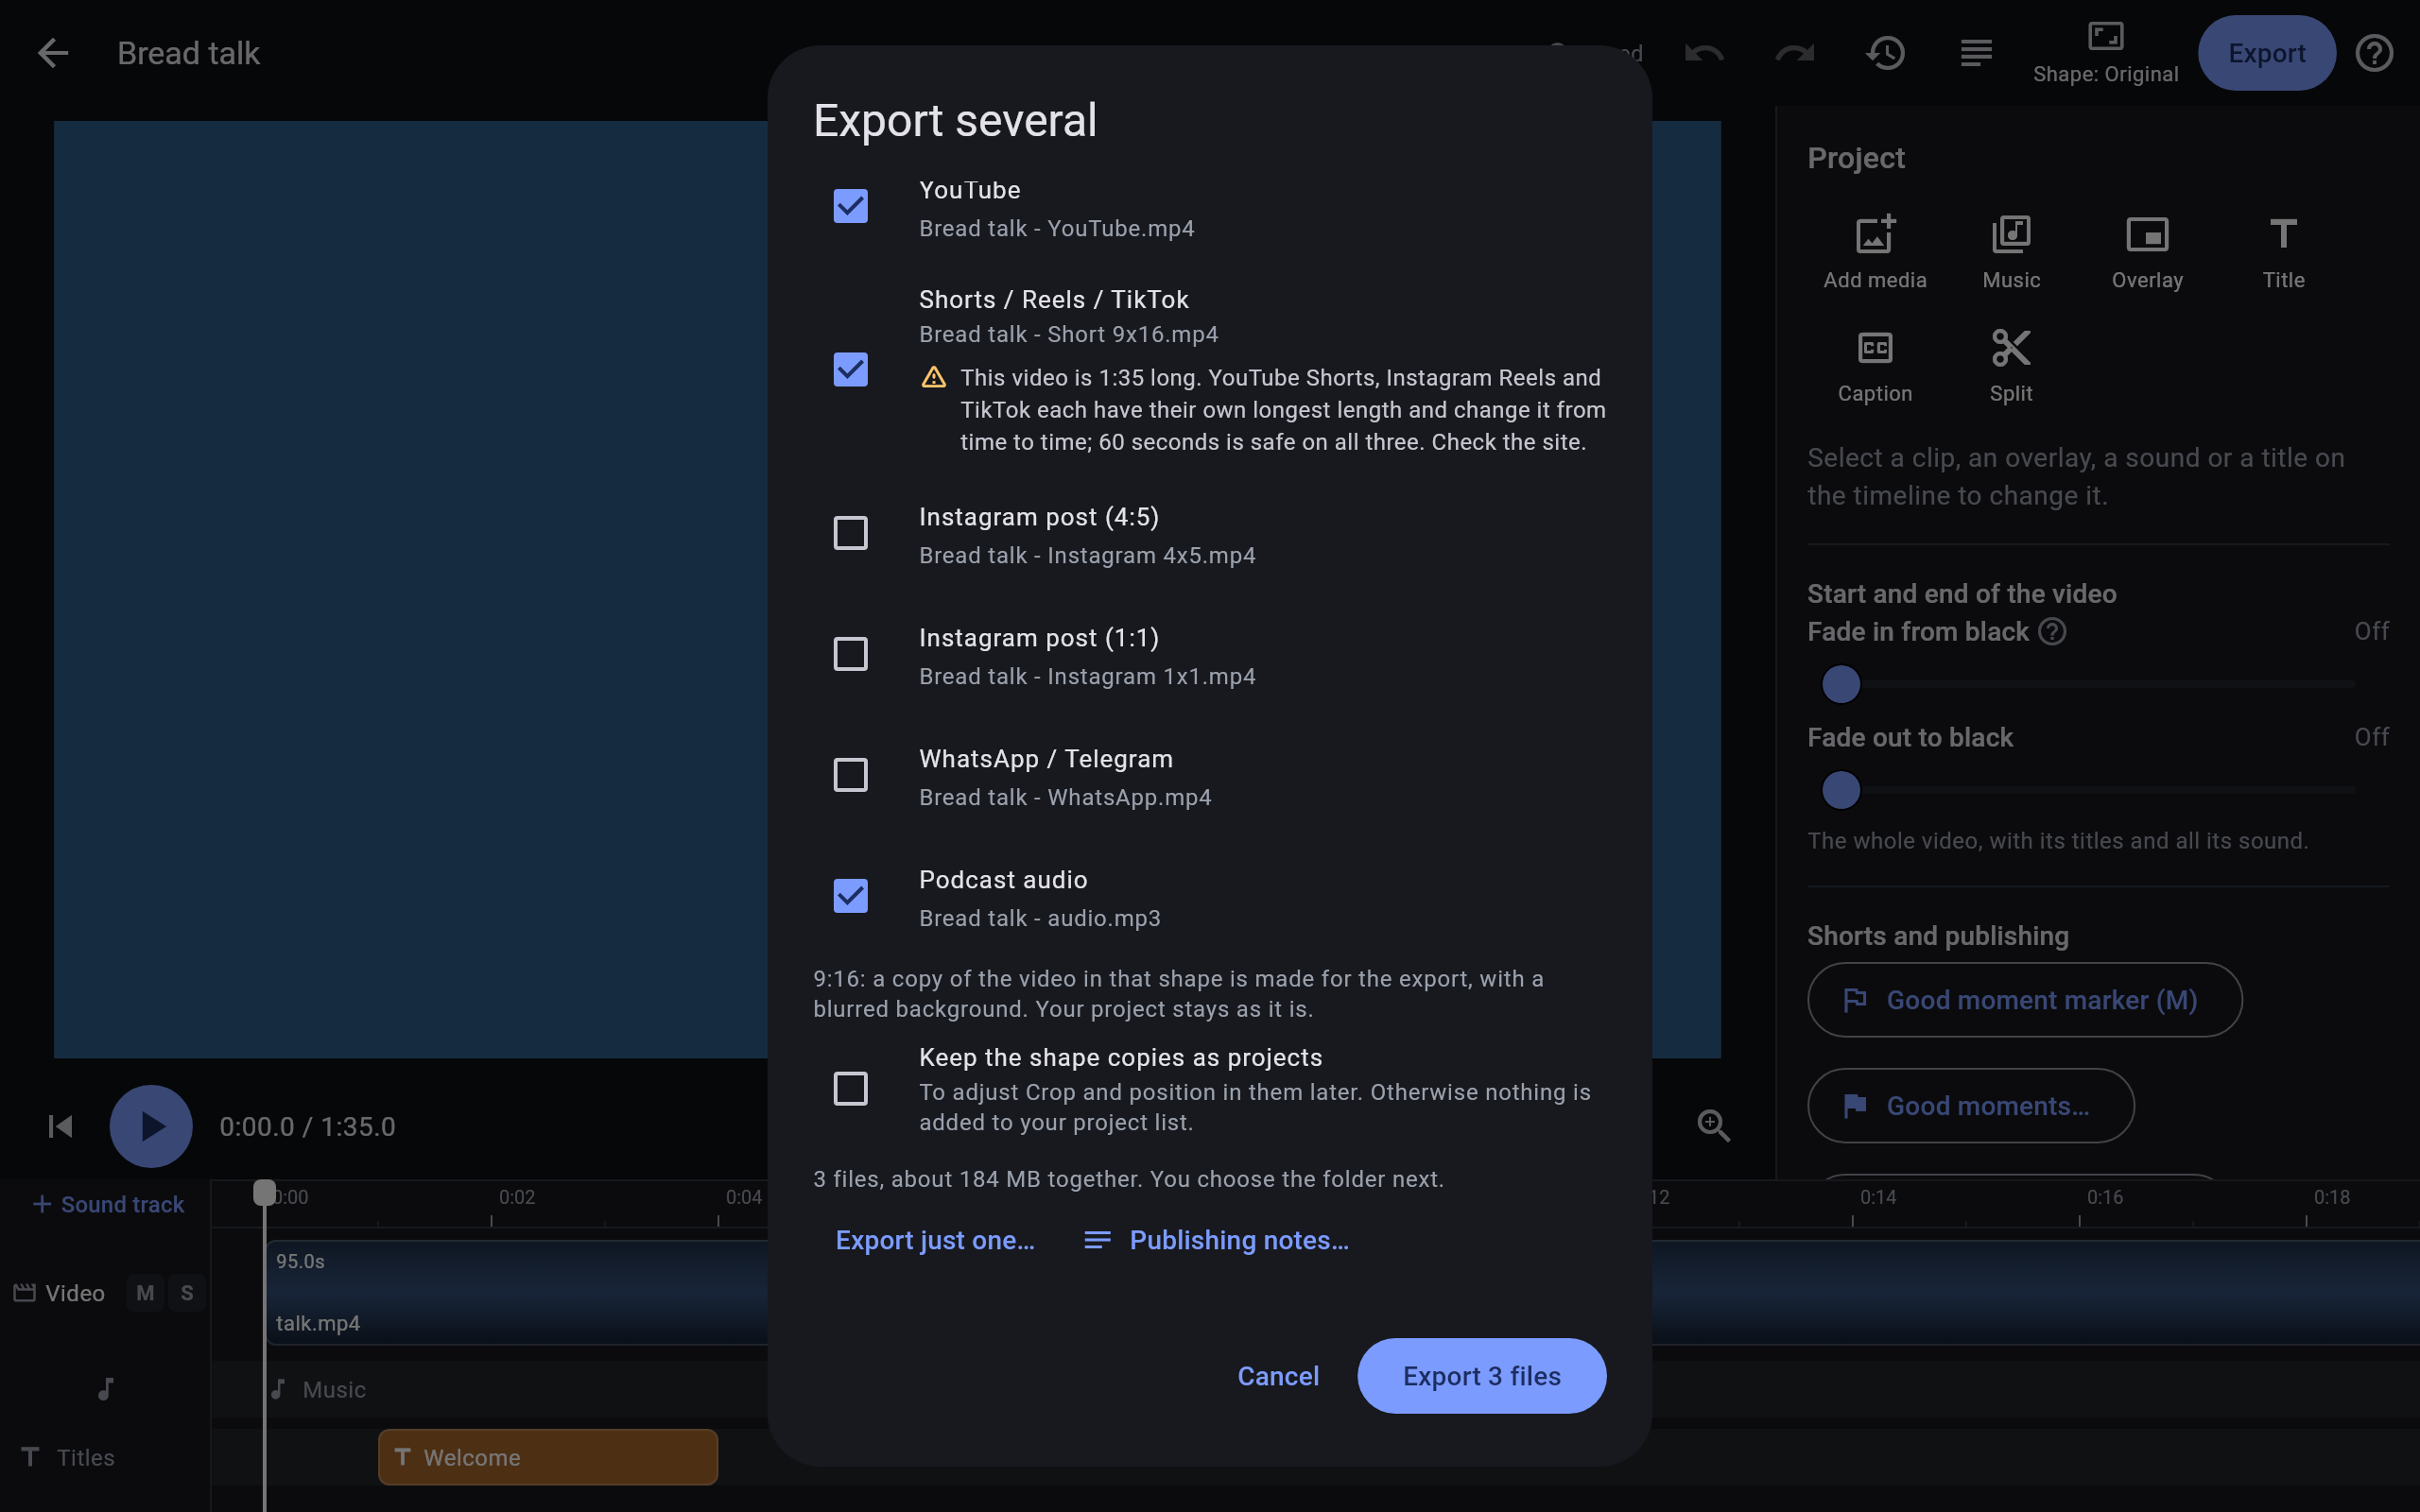 Bread talk
Shape: Original
Export
Export several
YouTube
Bread talk - YouTube.mp4
Shorts / Reels / TikTok
Bread talk - Short 9x16.mp4
This video is 1:35 long. YouTube Shorts, Instagram Reels and
TikTok each have their own longest length and change it from
time to time; 60 seconds is safe on all three. Check the site.
Instagram post (4:5)
Bread talk - Instagram 4x5.mp4
Instagram post (1:1)
Bread talk - Instagram 1x1.mp4
WhatsApp / Telegram
Bread talk - WhatsApp.mp4
Podcast audio
Bread talk - audio.mp3
9:16: a copy of the video in that shape is made for the export, with a
blurred background. Your project stays as it is.
Keep the shape copies as projects
To adjust Crop and position in them later. Otherwise nothing is
added to your project list.
3 files, about 184 MB together. You choose the folder next.
Export just one…
Publishing notes…
Cancel
Export 3 files
Project
Add media
Music
Overlay
Title
CC
Caption
Split
Select a clip, an overlay, a sound or a title on
the timeline to change it.
Start and end of the video
Fade in from black
Off
Fade out to black
Off
The whole video, with its titles and all its sound.
Shorts and publishing
Good moment marker (M)
Good moments…
0:00.0 / 1:35.0
+ Sound track
0:00
0:02
0:04
12
0:14
0:16
0:18
Video
M
S
95.0s
talk.mp4
Music
Titles
Welcome